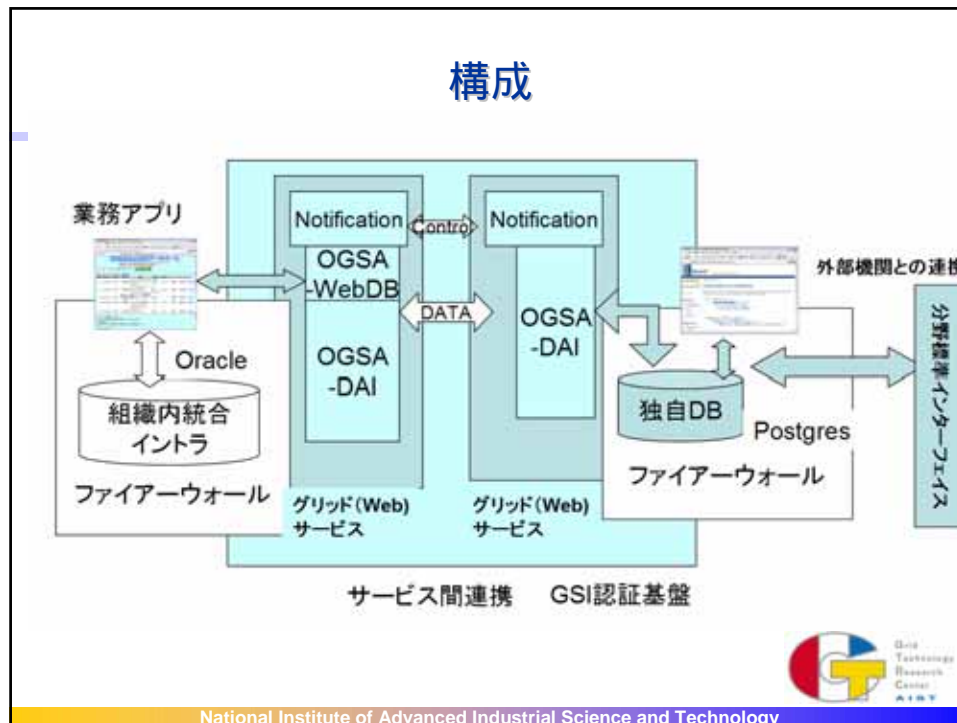 構成
業務アプリ
Notification
Contro
Notification
OGSA
-WebDB
DATA
OGSA
-DAI
OGSA
-DAI
外部機関との連携
分野標準インターフェイス
Oracle
組織内統合
イントラ
ファイアーウォール
独自DB
Postgres
ファイアーウォール
グリッド(Web)
サービス
グリッド(Web)
サービス
サービス間連携 GSI認証基盤
Grid
Technology
Research
Center
AIST
National Institute of Advanced Industrial Science and Technology